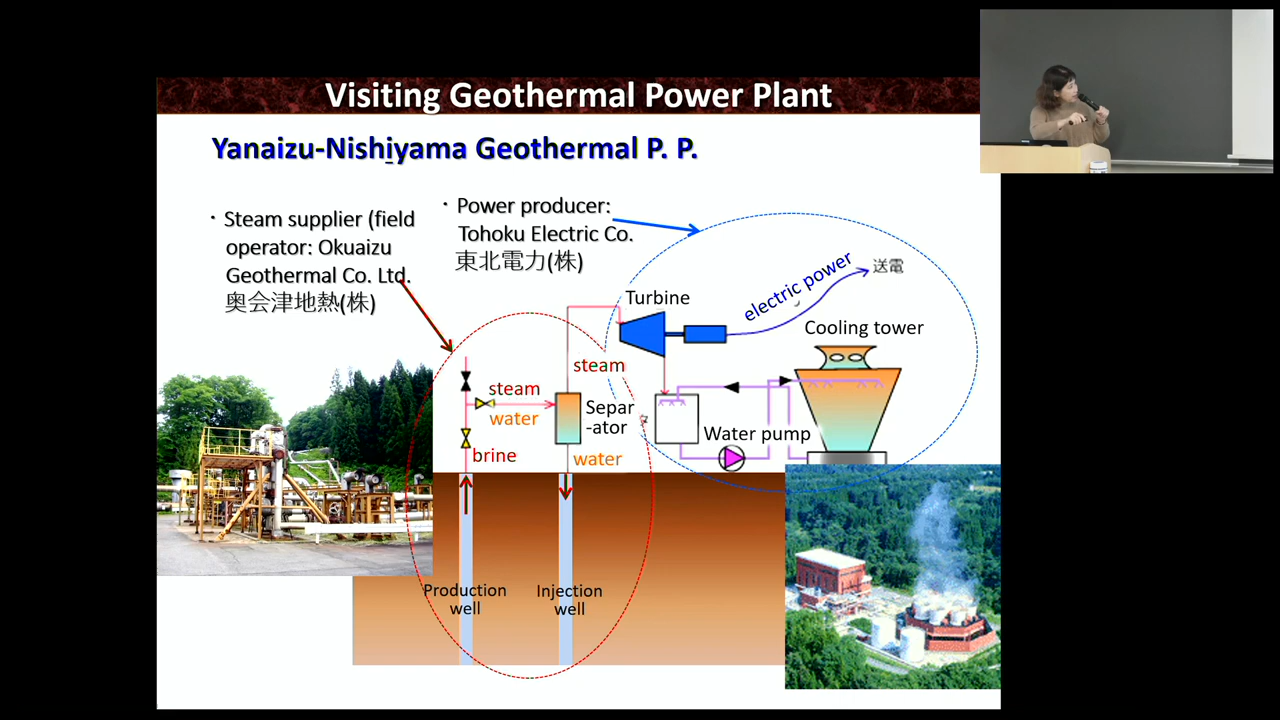 Visiting Geothermal Power Plant
Yanaizu-Nishiyama Geothermal P. P.
・Steam supplier (field
operator: Okuaizu
Geothermal Co. Ltd.
奥会津地熱(株)
・Power producer:
Tohoku Electric Co.
東北電力(株)
Turbine
electric power
送電
Cooling tower
steam
steam
water
Separ
-ator
Water pump
brine
water
Production
well
Injection
well